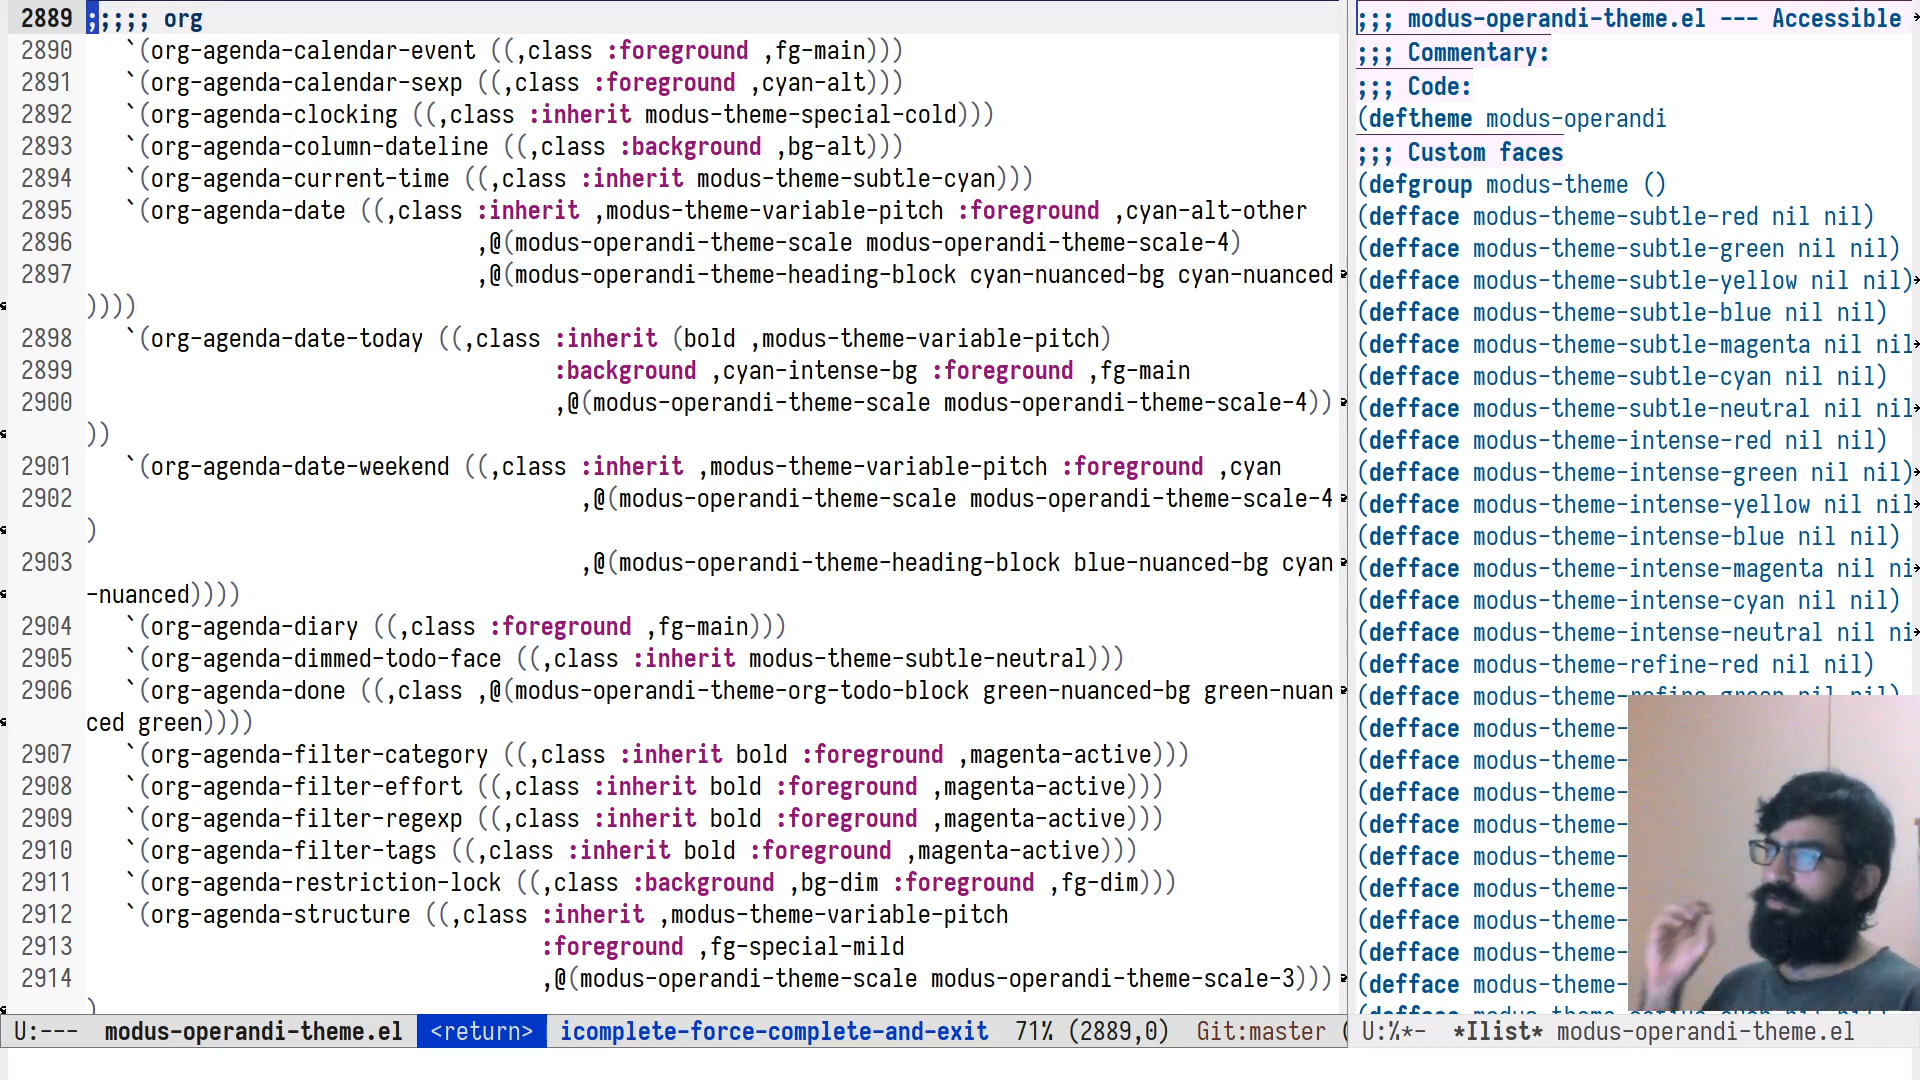 2889 ;;;;; org
2890 `(org-agenda-calendar-event ((,class :foreground ,fg-main)))
2891 `(org-agenda-calendar-sexp ((,class :foreground ,cyan-alt)))
2892 `(org-agenda-clocking ((,class :inherit modus-theme-special-cold)))
2893 `(org-agenda-column-dateline ((,class :background ,bg-alt)))
2894 `(org-agenda-current-time ((,class :inherit modus-theme-subtle-cyan)))
2895 `(org-agenda-date ((,class :inherit ,modus-theme-variable-pitch :foreground ,cyan-alt-other
2896 ,@(modus-operandi-theme-scale modus-operandi-theme-scale-4)
2897 ,@(modus-operandi-theme-heading-block cyan-nuanced-bg cyan-nuanced
))))
2898 `(org-agenda-date-today ((,class :inherit (bold ,modus-theme-variable-pitch)
2899 :background ,cyan-intense-bg :foreground ,fg-main
2900 ,@(modus-operandi-theme-scale modus-operandi-theme-scale-4))
))
2901 `(org-agenda-date-weekend ((,class :inherit ,modus-theme-variable-pitch :foreground ,cyan
2902 ,@(modus-operandi-theme-scale modus-operandi-theme-scale-4
)
2903 ,@(modus-operandi-theme-heading-block blue-nuanced-bg cyan
-nuanced))))
2904 `(org-agenda-diary ((,class :foreground ,fg-main)))
2905 `(org-agenda-dimmed-todo-face ((,class :inherit modus-theme-subtle-neutral)))
2906 `(org-agenda-done ((,class ,@(modus-operandi-theme-org-todo-block green-nuanced-bg green-nuan
ced green))))
2907 `(org-agenda-filter-category ((,class :inherit bold :foreground ,magenta-active)))
2908 `(org-agenda-filter-effort ((,class :inherit bold :foreground ,magenta-active)))
2909 `(org-agenda-filter-regexp ((,class :inherit bold :foreground ,magenta-active)))
2910 `(org-agenda-filter-tags ((,class :inherit bold :foreground ,magenta-active)))
2911 `(org-agenda-restriction-lock ((,class :background ,bg-dim :foreground ,fg-dim)))
2912 `(org-agenda-structure ((,class :inherit ,modus-theme-variable-pitch
2913 :foreground ,fg-special-mild
2914 ,@(modus-operandi-theme-scale modus-operandi-theme-scale-3)))
)
U:--- modus-operandi-theme.el <return> icomplete-force-complete-and-exit 71% (2889,0) Git:master (
;;; modus-operandi-theme.el --- Accessible
;;; Commentary:
;;; Code:
(deftheme modus-operandi
;;; Custom faces
(defgroup modus-theme ()
(defface modus-theme-subtle-red nil nil)
(defface modus-theme-subtle-green nil nil)
(defface modus-theme-subtle-yellow nil nil)
(defface modus-theme-subtle-blue nil nil)
(defface modus-theme-subtle-magenta nil nil
(defface modus-theme-subtle-cyan nil nil)
(defface modus-theme-subtle-neutral nil nil
(defface modus-theme-intense-red nil nil)
(defface modus-theme-intense-green nil nil)
(defface modus-theme-intense-yellow nil nil
(defface modus-theme-intense-blue nil nil)
(defface modus-theme-intense-magenta nil ni
(defface modus-theme-intense-cyan nil nil)
(defface modus-theme-intense-neutral nil ni
(defface modus-theme-refine-red nil nil)
(defface modus-theme-refine-green nil nil)
(defface modus-theme-
(defface modus-theme-
(defface modus-theme-
(defface modus-theme-
(defface modus-theme-
(defface modus-theme-
(defface modus-theme-
(defface modus-theme-
(defface modus-theme-
(defface
U:%*- *Ilist* modus-operandi-theme.el